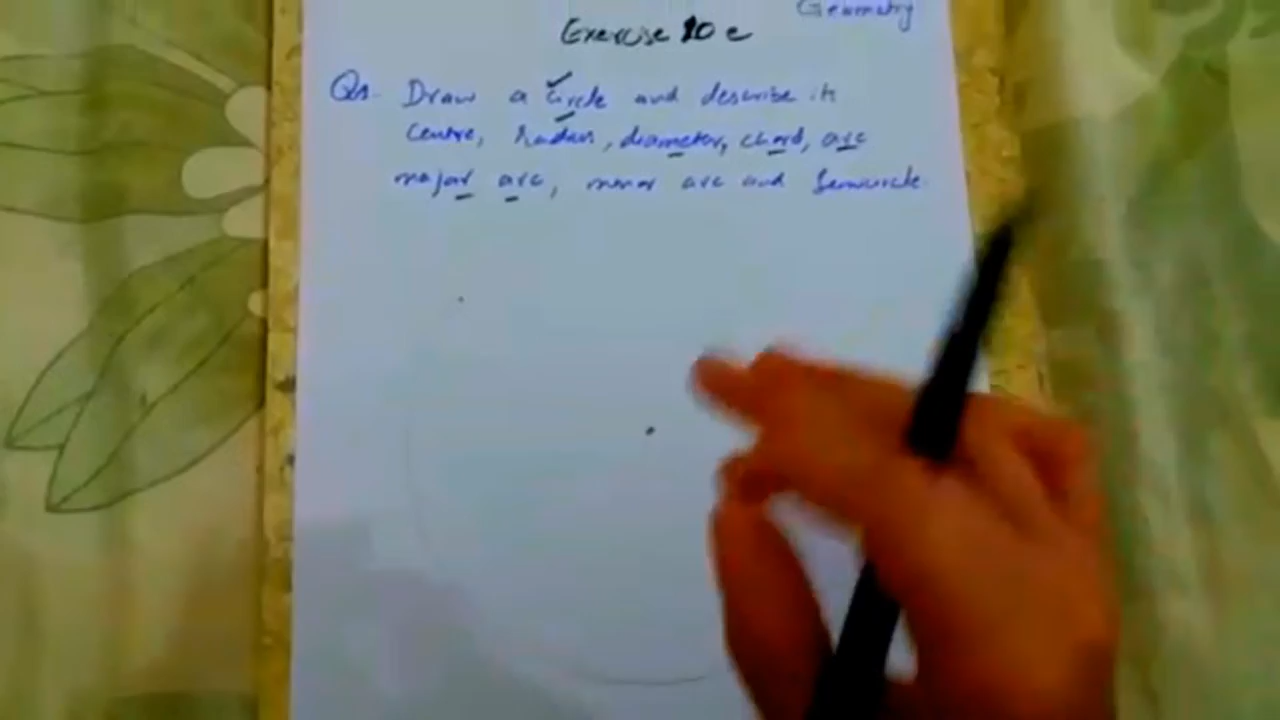 Geometry
Exercise 10 e
Qs. Draw a circle and describe its
Centre, Radius, diameter, chord, arc
major arc, minor arc and Semicircle.